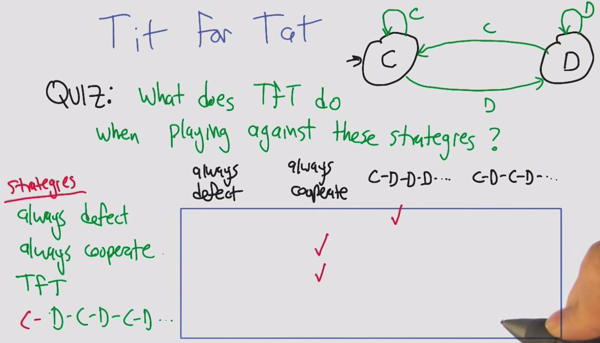 Tit for Tat
C
C
C
D
D
D
QUIZ: What does TFT do
when playing against these strategies?
strategies
always defect
always cooperate
C-D-D-D...
C-D-C-D-...
always defect
always cooperate
TFT
C-D-C-D-C-D...